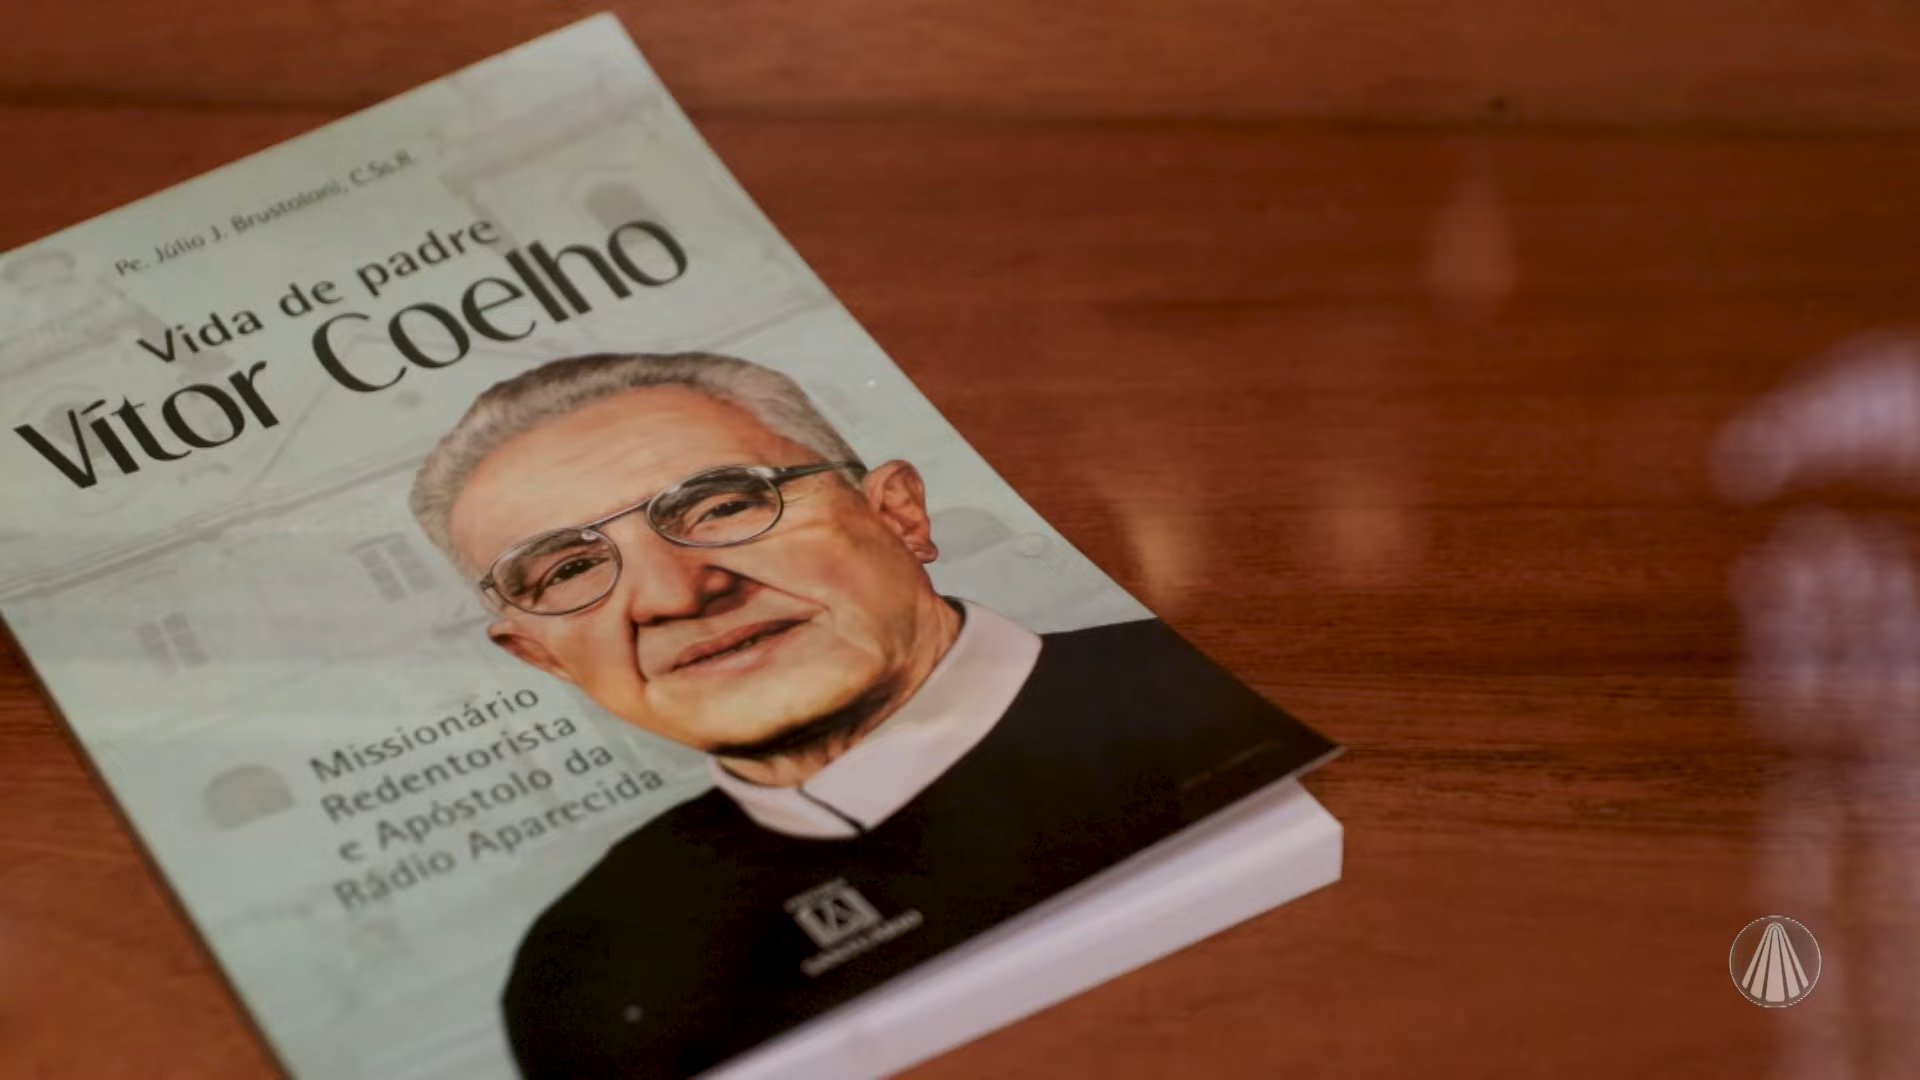 Pe. Júlio J. Brustoloni, C.Ss.R.
Vida de padre
Vítor Coelho
Missionário
Redentorista
e Apóstolo da
Rádio Aparecida